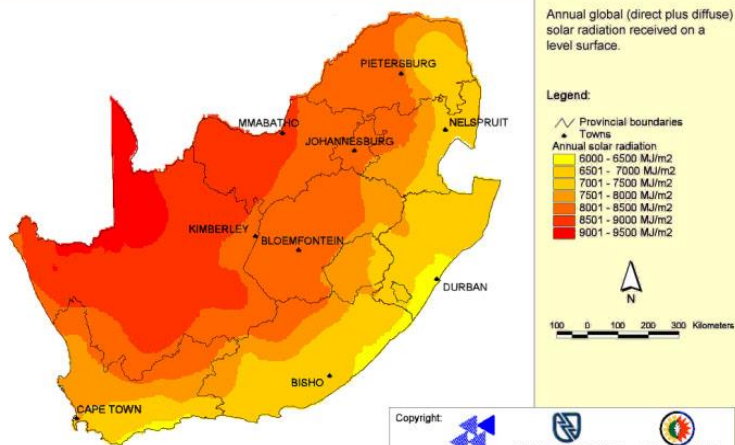 PIETERSBURG
MMABATHO
NELSPRUIT
JOHANNESBURG
KIMBERLEY
BLOEMFONTEIN
DURBAN
BISHO
CAPE TOWN
Annual global (direct plus diffuse)
solar radiation received on a
level surface.
Legend:
Provincial boundaries
Towns
Annual solar radiation
6000 - 6500 MJ/m2
6501 - 7000 MJ/m2
7001 - 7500 MJ/m2
7501 - 8000 MJ/m2
8001 - 8500 MJ/m2
8501 - 9000 MJ/m2
9001 - 9500 MJ/m2
N
100 0 100 200 300 Kilometers
Copyright: